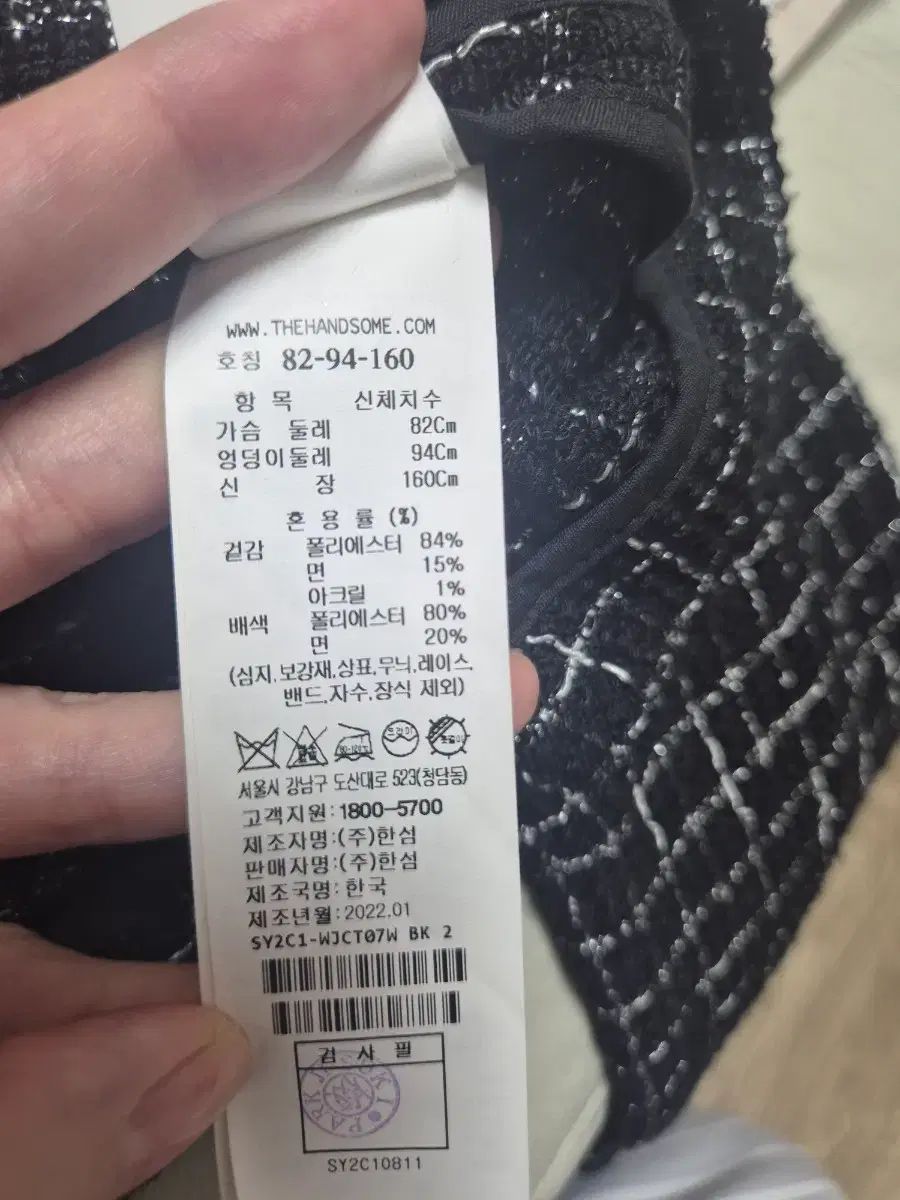 WWW.THEHANDSOME.COM
호칭 82-94-160
항 목 신체치수
가슴 둘레 82Cm
엉덩이둘레 94Cm
신 장 160Cm
혼 용 률 (%)
겉감 폴리에스터 84%
면 15%
아크릴 1%
배색 폴리에스터 80%
면 20%
(심지,보강재,상표,무늬,레이스,
밴드,자수,장식 제외)
드라이
서울시 강남구 도산대로 523(청담동)
고객지원:1800-5700
제조자명:(주)한섬
판매자명:(주)한섬
제조국명:한국
제조년월:2022.01
SY2C1-WJCT07W BK 2
검 사 필
SY2C10811